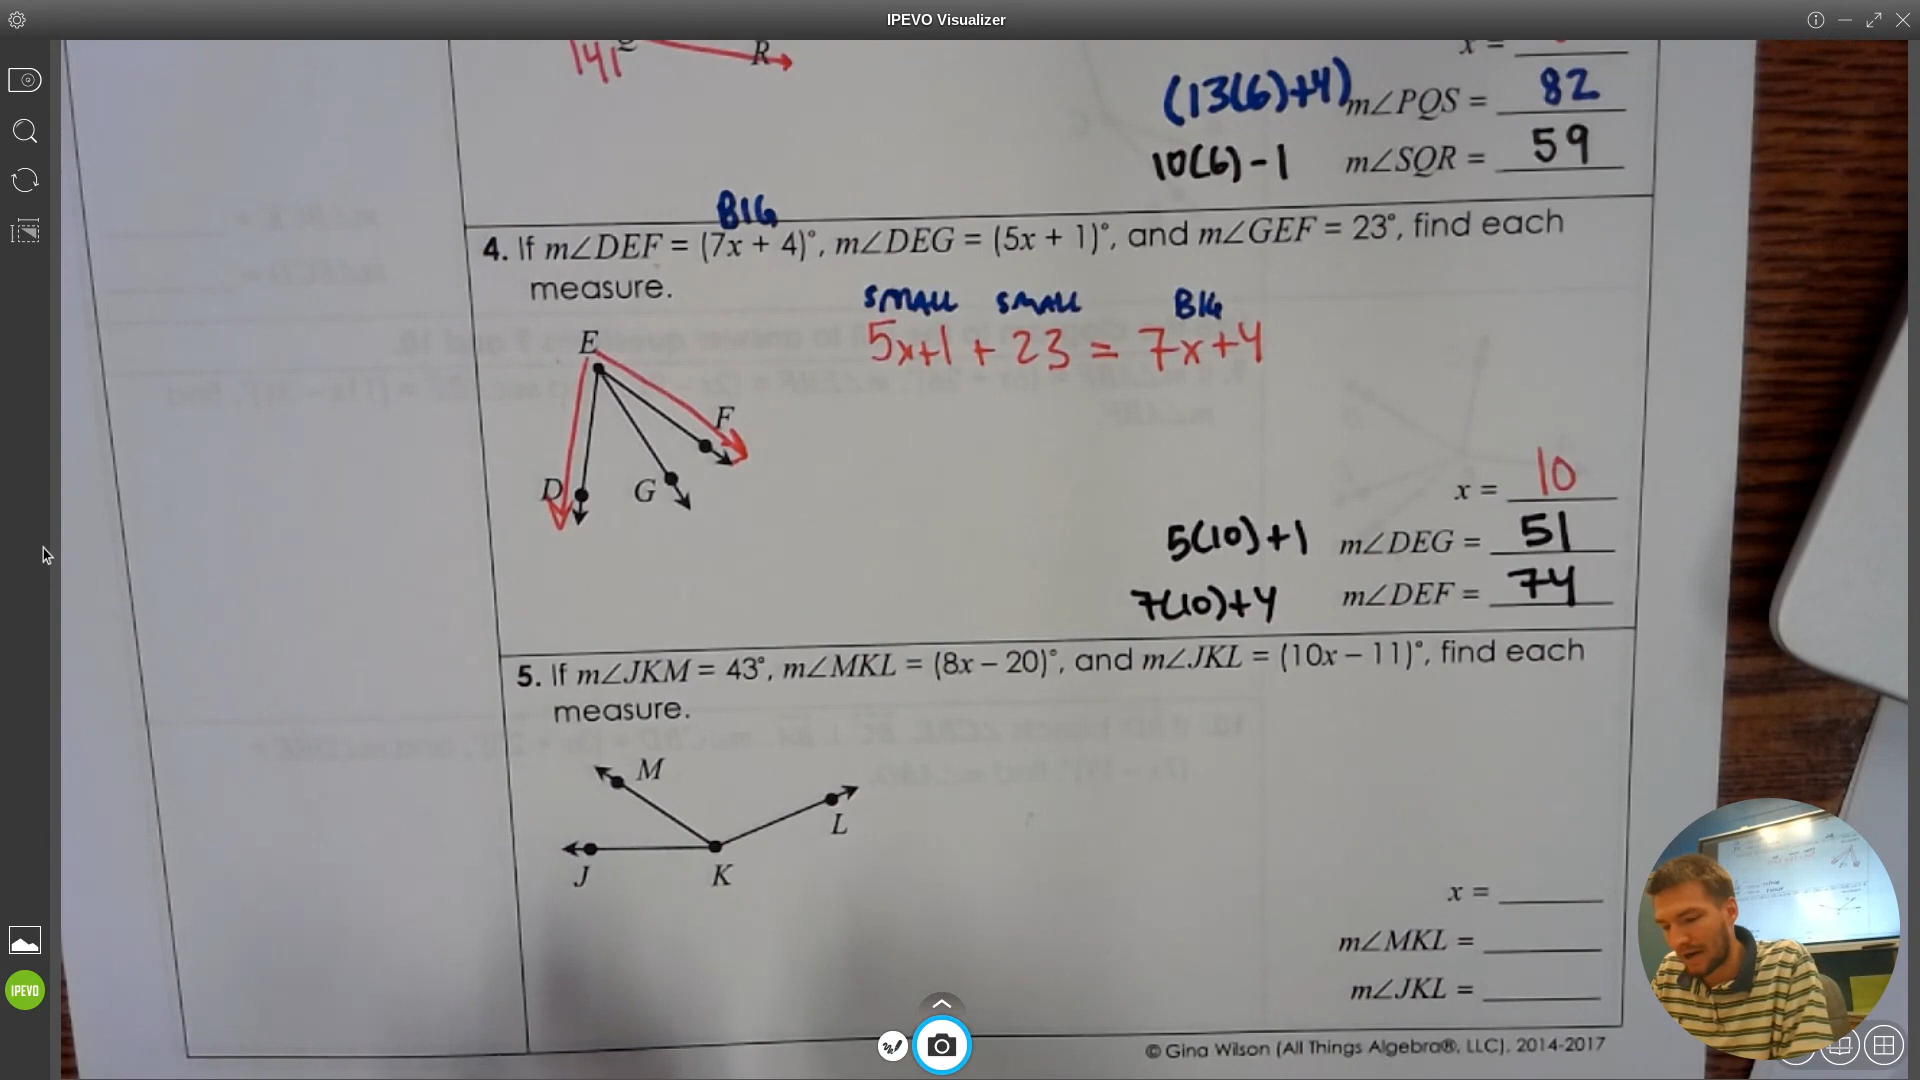 IPEVO Visualizer
141
R
x =
(13(6)+4) m∠PQS = 82
10(6)-1 m∠SQR = 59
BIG
4. If m∠DEF = (7x + 4)°, m∠DEG = (5x + 1)°, and m∠GEF = 23°, find each
measure.
SMALL SMALL BIG
5x+1 + 23 = 7x+4
E
F
D G
x = 10
5(10)+1 m∠DEG = 51
7(10)+4 m∠DEF = 74
5. If m∠JKM = 43°, m∠MKL = (8x – 20)°, and m∠JKL = (10x – 11)°, find each
measure.
M
L
J K
x =
m∠MKL =
m∠JKL =
IPEVO
© Gina Wilson (All Things Algebra®, LLC), 2014-2017